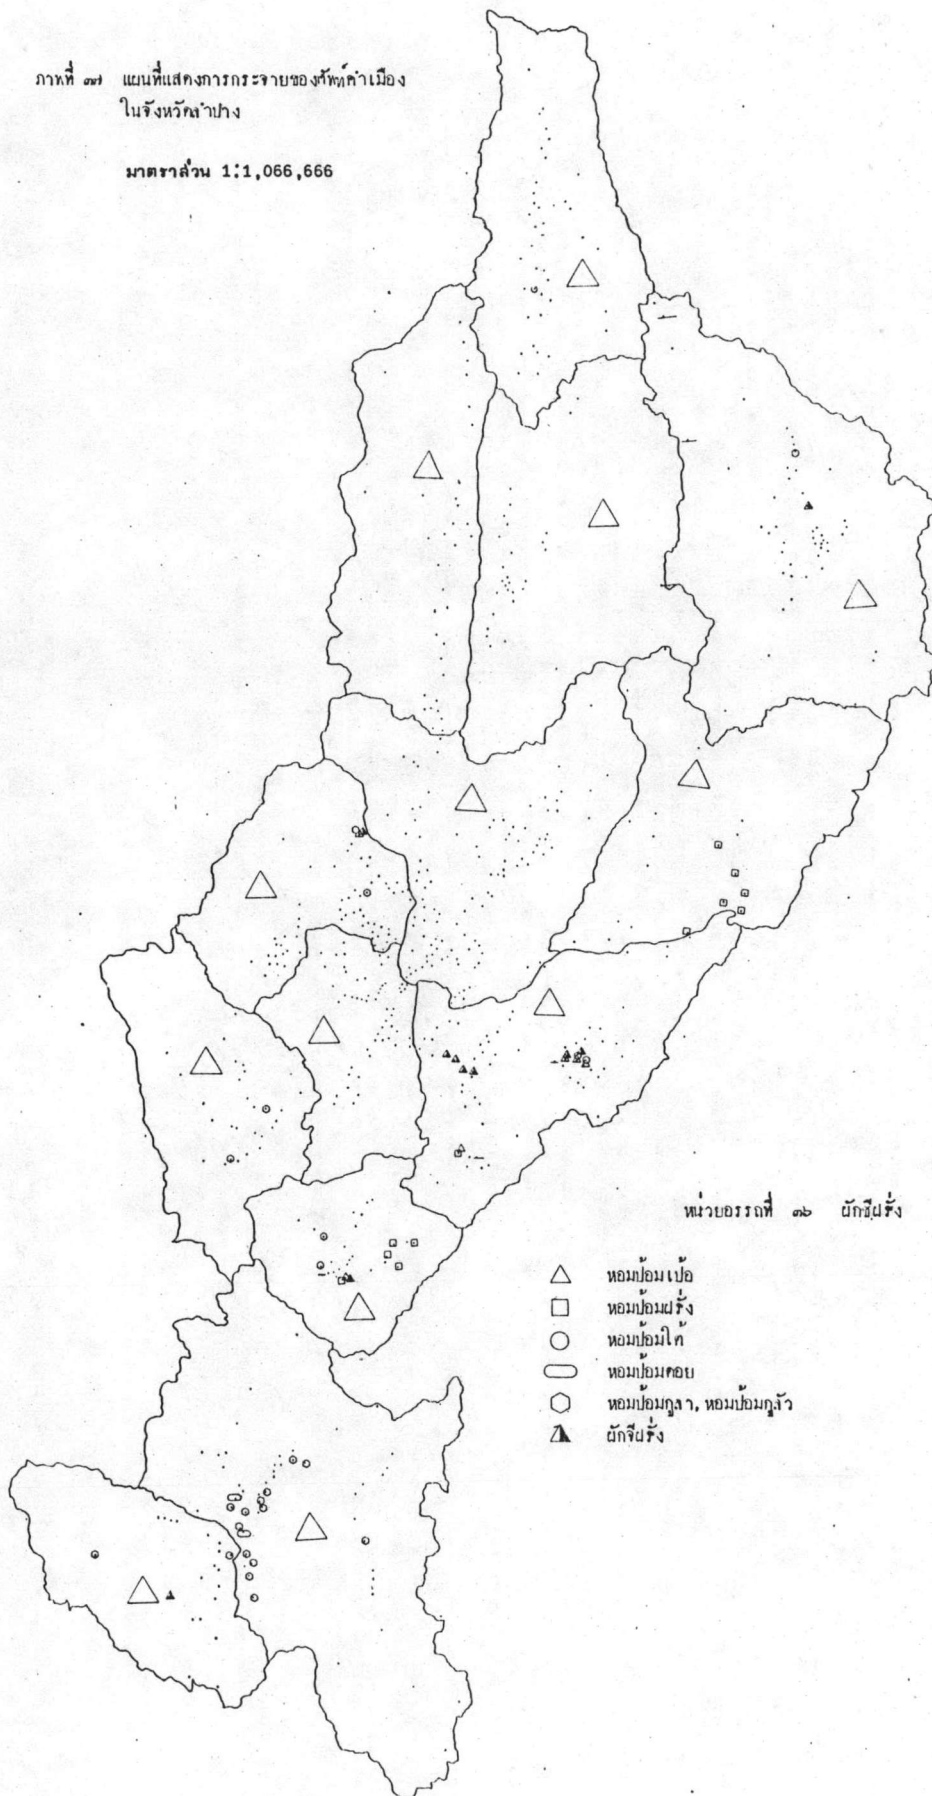 ภาพที่ ๓๗ แผนที่แสดงการกระจายของศัพท์คำเมือง
ในจังหวัดลำปาง
มาตราส่วน 1:1,066,666
หน่วยอรรถที่ ๓๖ ผักชีฝรั่ง
หอมป้อมเป้อ
หอมป้อมฝรั่ง
หอมป้อมใต้
หอมป้อมดอย
หอมป้อมกูลา, หอมป้อมกูลัว
ผักจีฝรั่ง